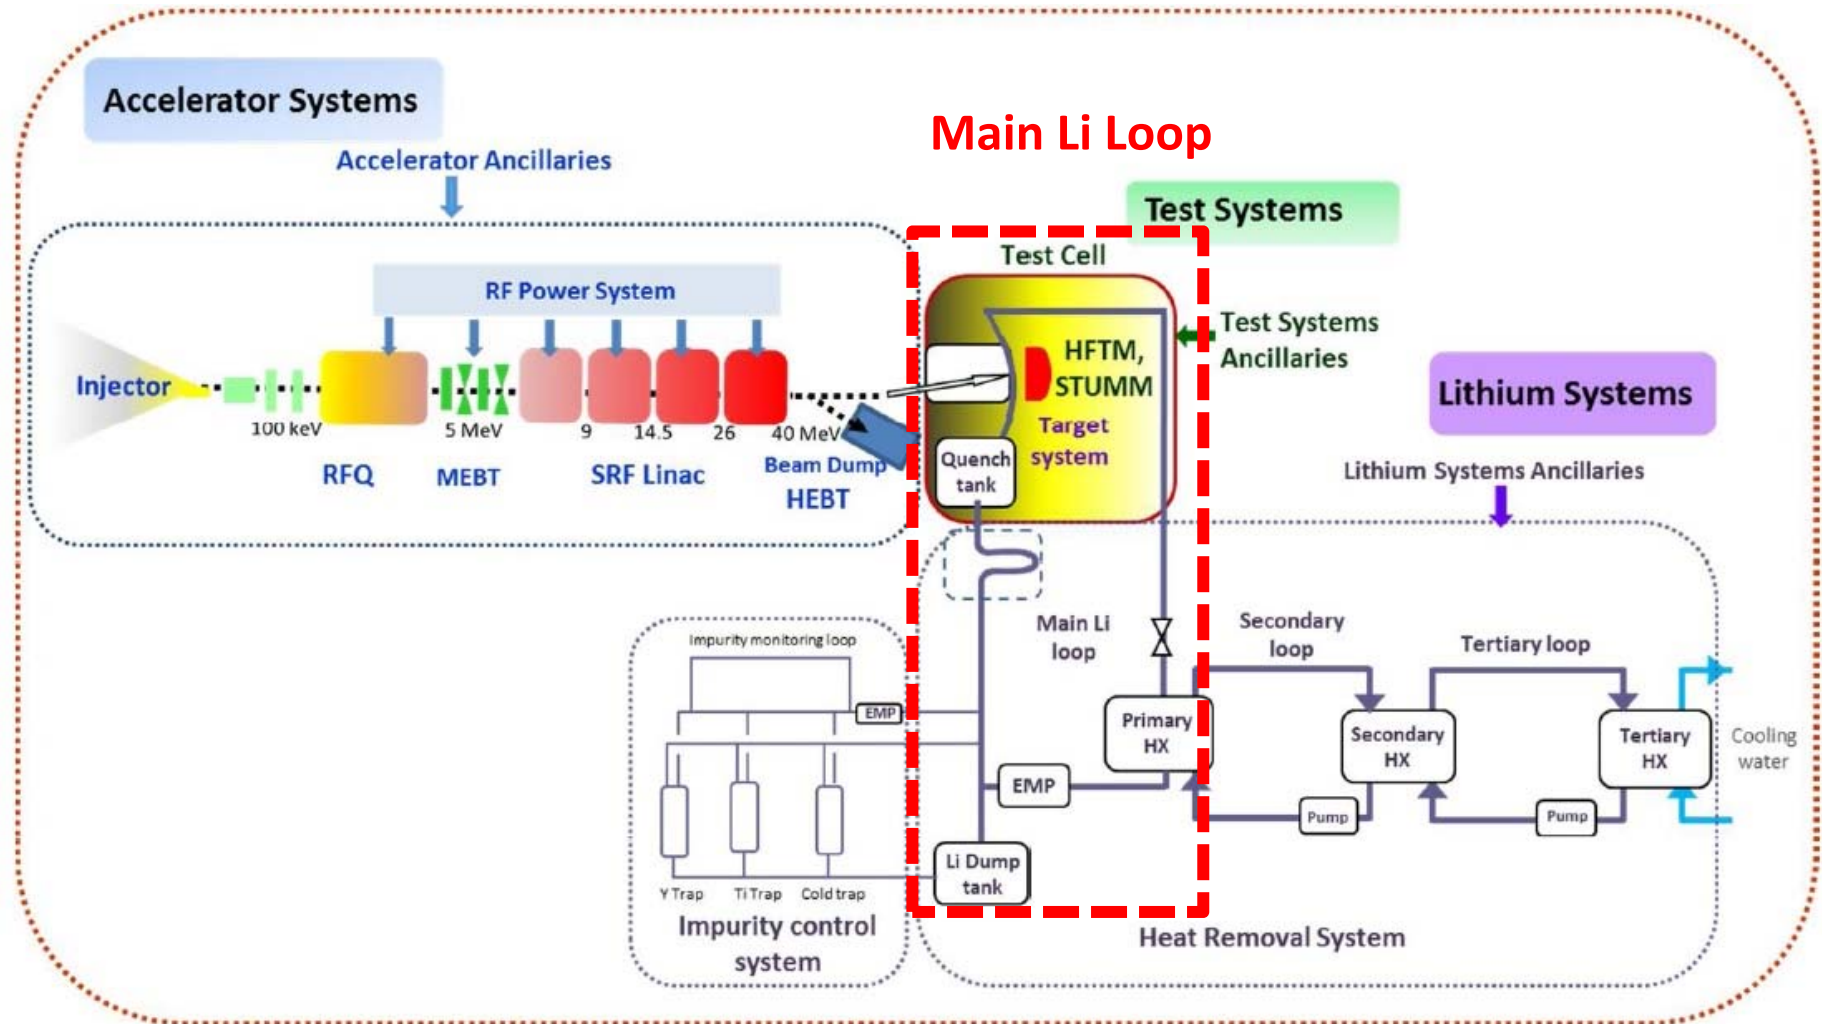 Accelerator Systems
Accelerator Ancillaries
Main Li Loop
Test Systems
Test Cell
RF Power System
Injector
100 keV
5 MeV
9
14.5
26
40 MeV
RFQ
MEBT
SRF Linac
Beam Dump
HEBT
HFTM,
STUMM
Target
system
Quench
tank
Test Systems
Ancillaries
Lithium Systems
Lithium Systems Ancillaries
Main Li
loop
Secondary
loop
Tertiary loop
Impurity monitoring loop
EMP
Primary
HX
Secondary
HX
Tertiary
HX
Cooling
water
EMP
Pump
Pump
Li Dump
tank
Y Trap
Ti Trap
Cold trap
Impurity control
system
Heat Removal System